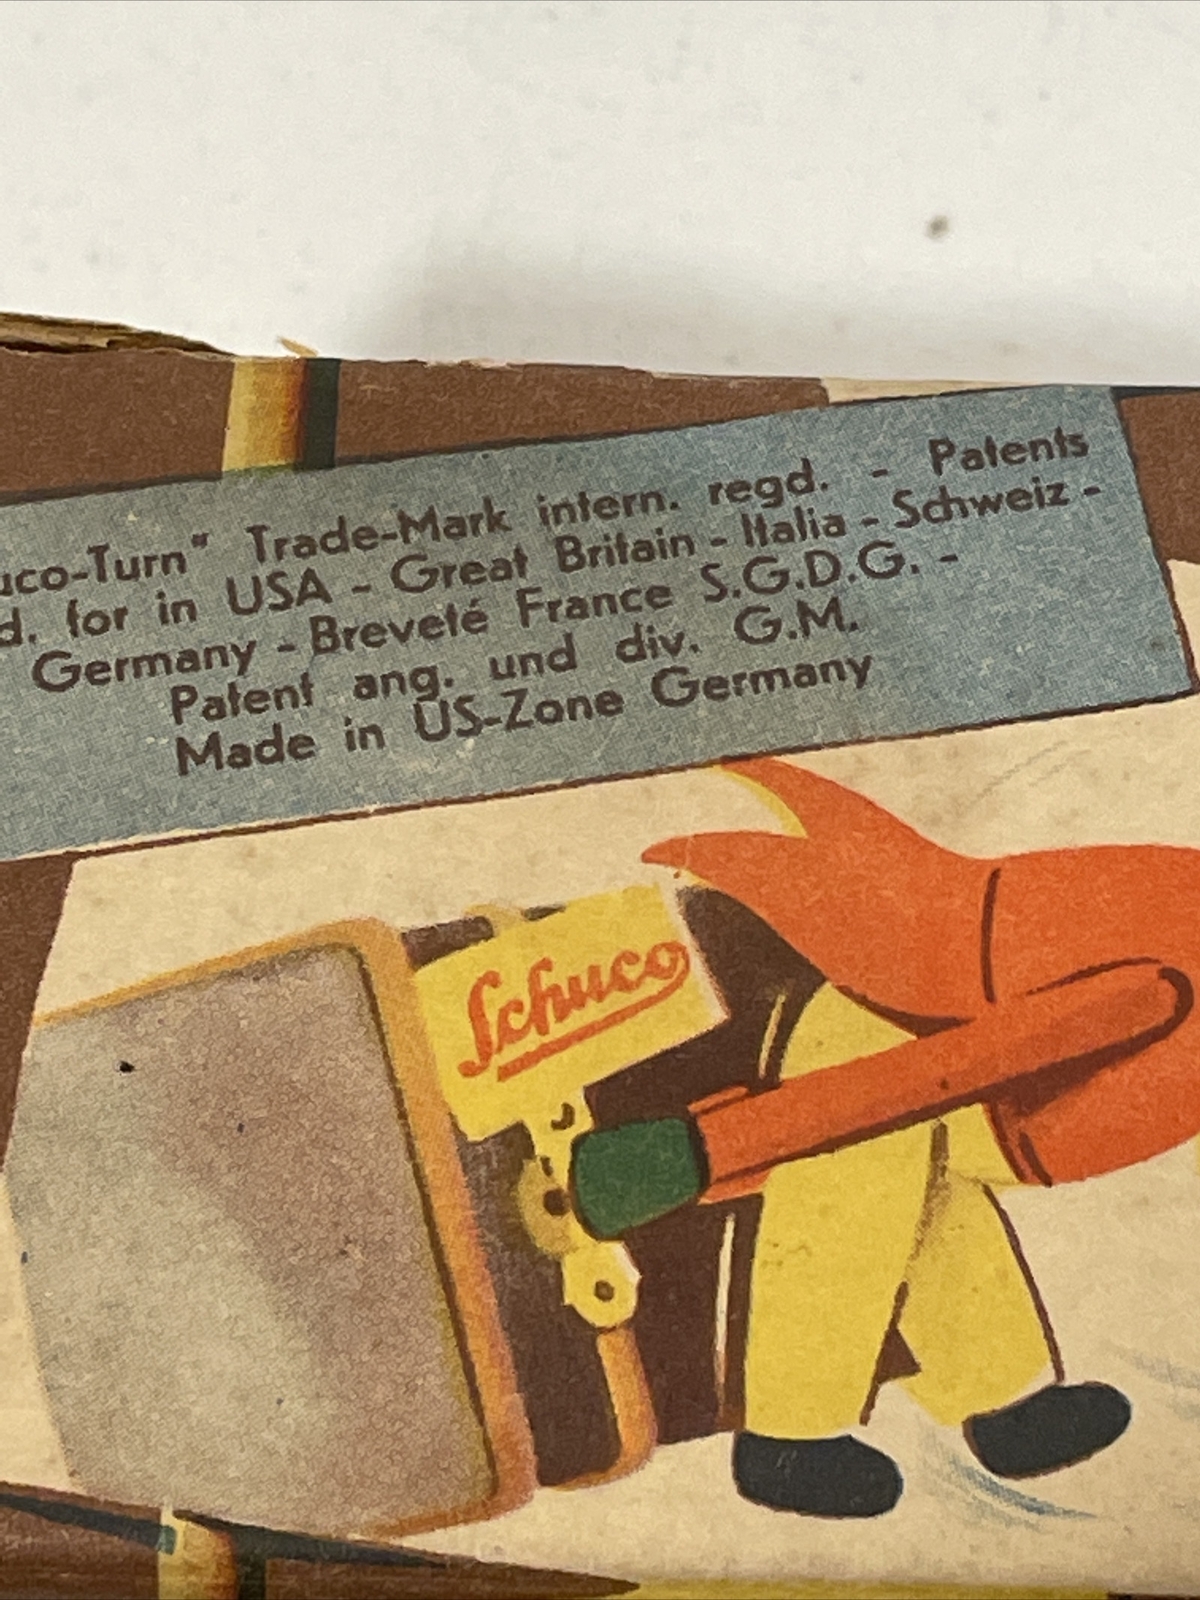 uco-Turn" Trade-Mark intern. regd. - Patents
d. for in USA - Great Britain - Italia - Schweiz -
Germany - Breveté France S.G.D.G. -
Patent ang. und div. G.M.
Made in US-Zone Germany
Schuco